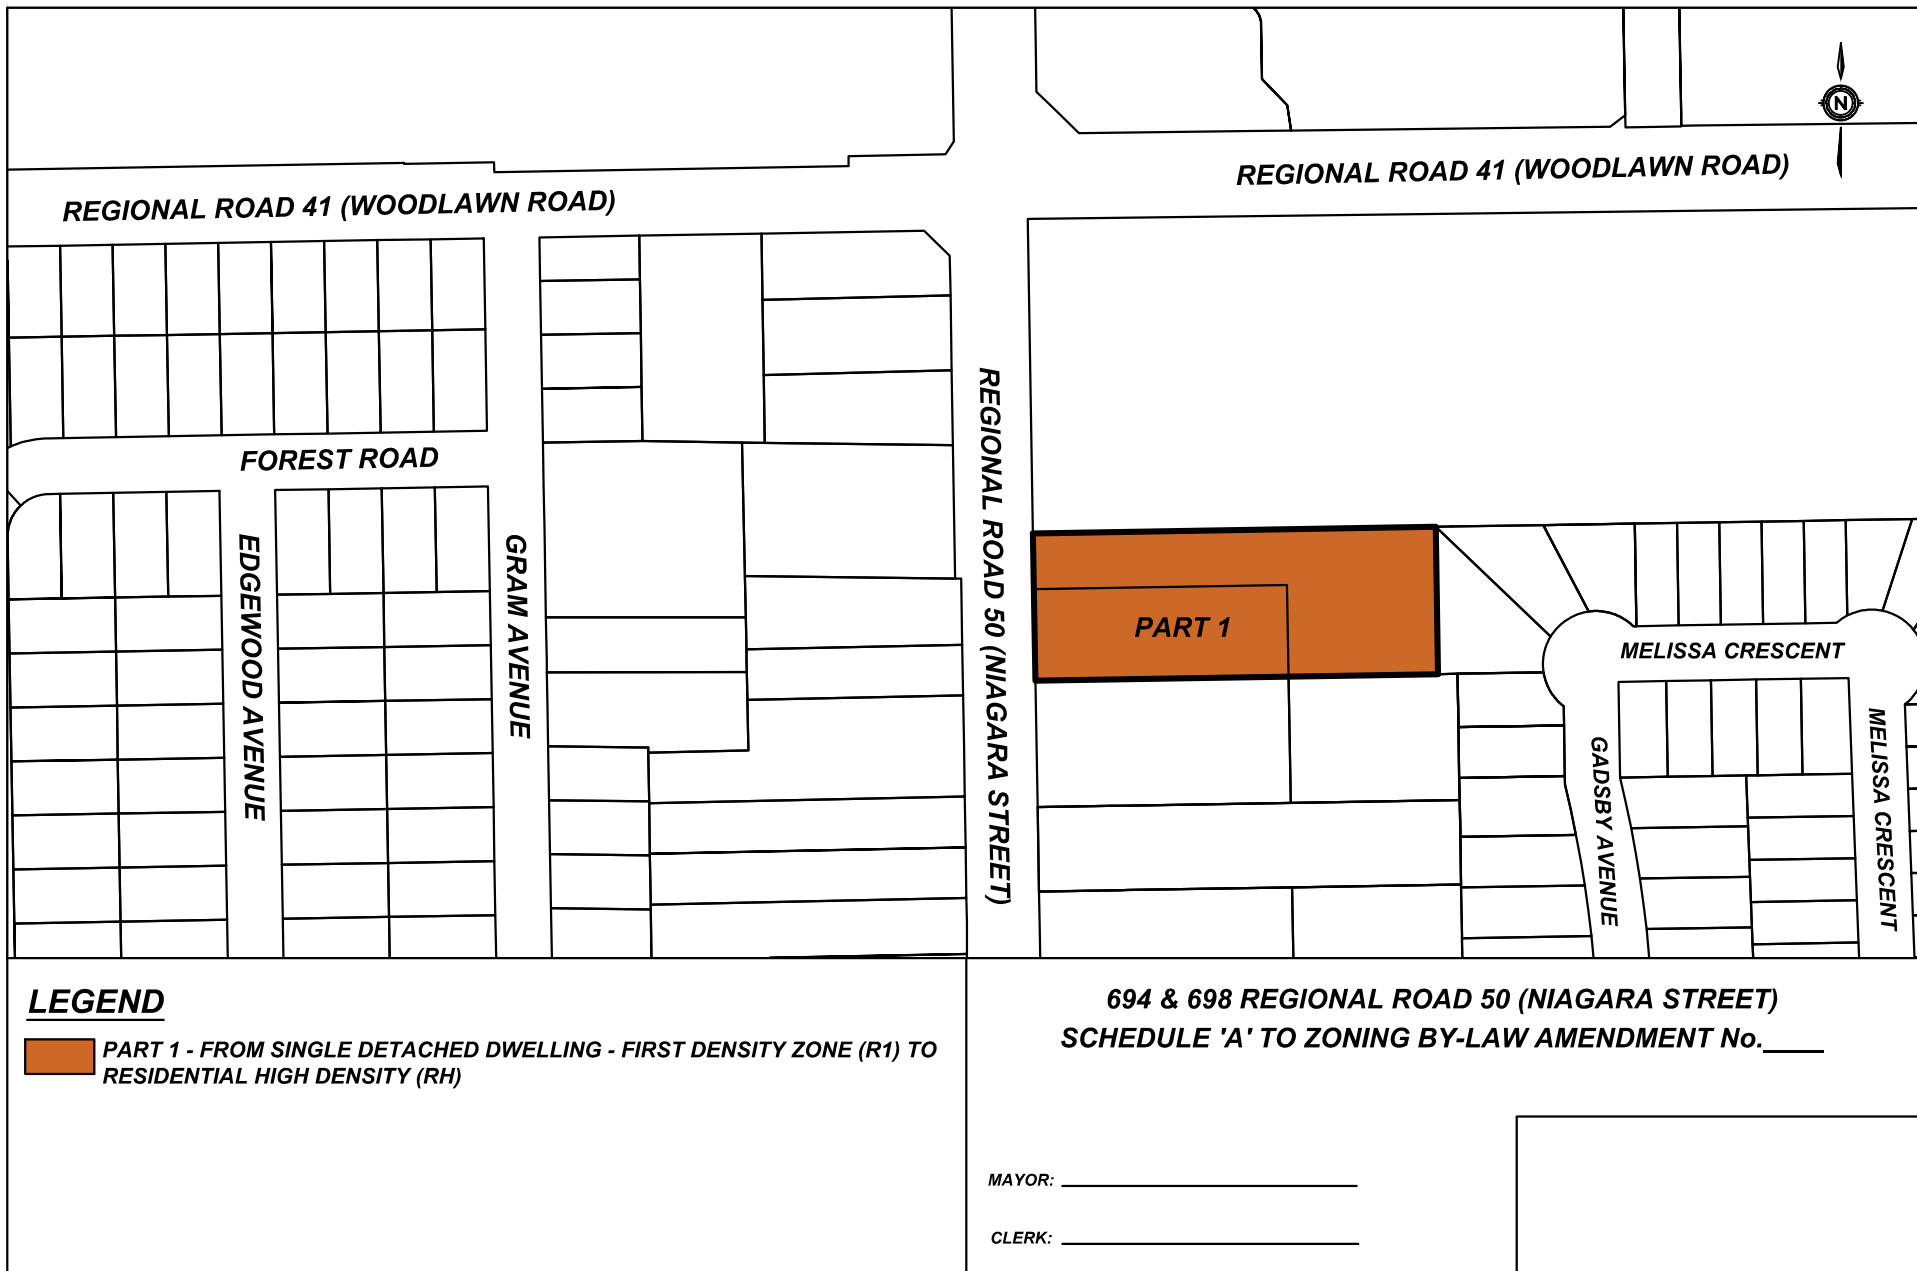 N
REGIONAL ROAD 41 (WOODLAWN ROAD)
REGIONAL ROAD 41 (WOODLAWN ROAD)
FOREST ROAD
EDGEWOOD AVENUE
GRAM AVENUE
REGIONAL ROAD 50 (NIAGARA STREET)
PART 1
MELISSA CRESCENT
GADSBY AVENUE
MELISSA CRESCENT
LEGEND
PART 1 - FROM SINGLE DETACHED DWELLING - FIRST DENSITY ZONE (R1) TO
RESIDENTIAL HIGH DENSITY (RH)
694 & 698 REGIONAL ROAD 50 (NIAGARA STREET)
SCHEDULE 'A' TO ZONING BY-LAW AMENDMENT No.____
MAYOR:
CLERK: